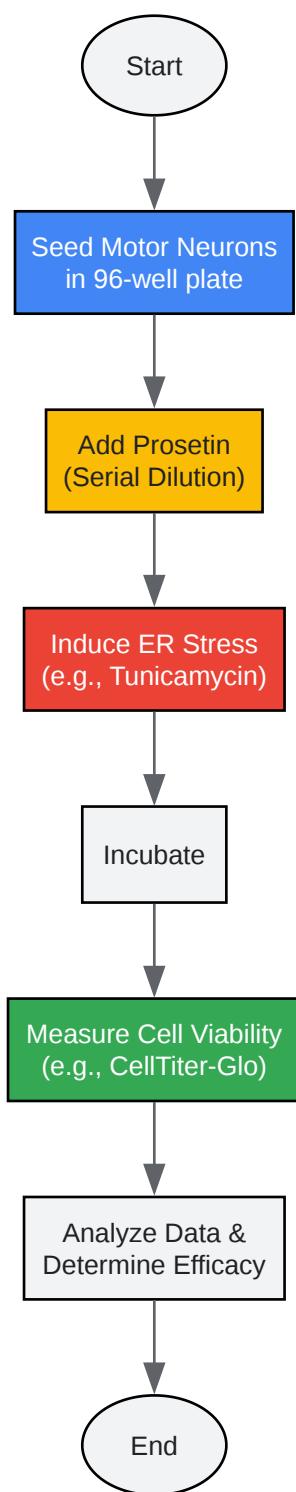 Start
Seed Motor Neurons
in 96-well plate
Add Prosetin
(Serial Dilution)
Induce ER Stress
(e.g., Tunicamycin)
Incubate
Measure Cell Viability
(e.g., CellTiter-Glo)
Analyze Data &
Determine Efficacy
End